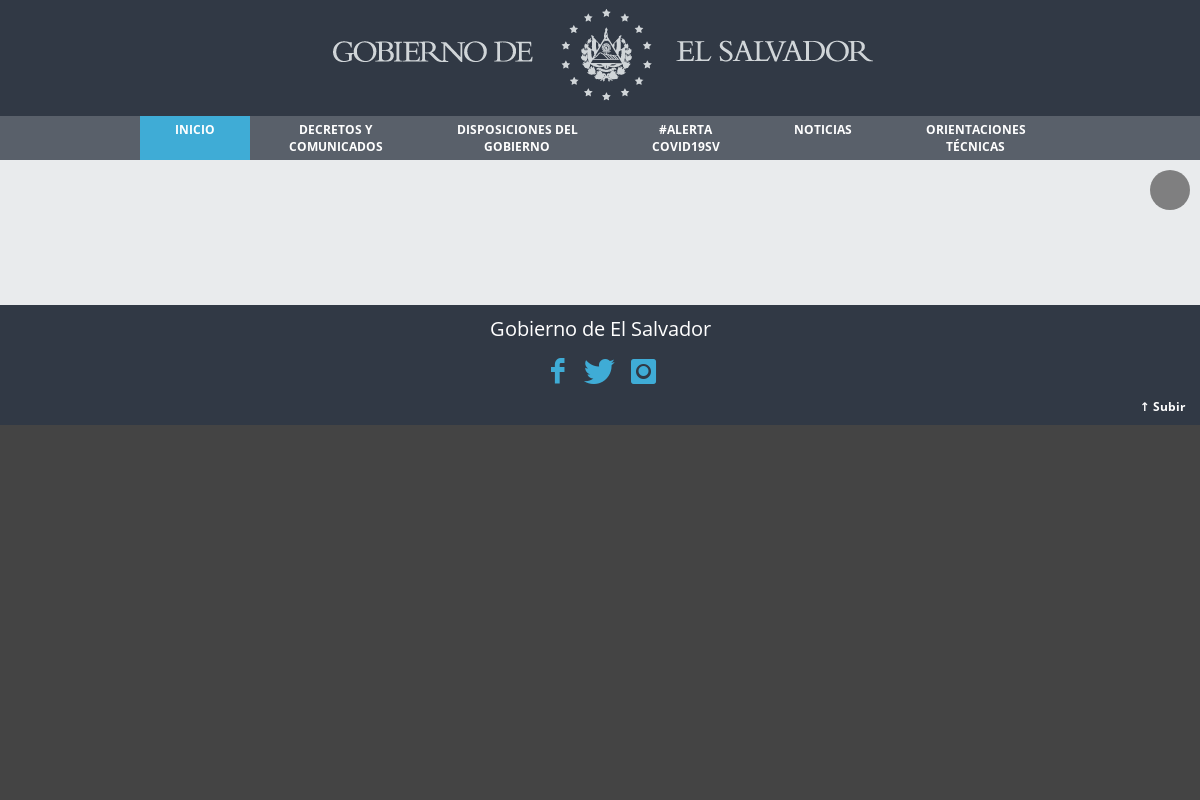 GOBIERNO DE EL SALVADOR
INICIO
DECRETOS Y
COMUNICADOS
DISPOSICIONES DEL
GOBIERNO
#ALERTA
COVID19SV
NOTICIAS
ORIENTACIONES
TÉCNICAS
Gobierno de El Salvador
↑ Subir